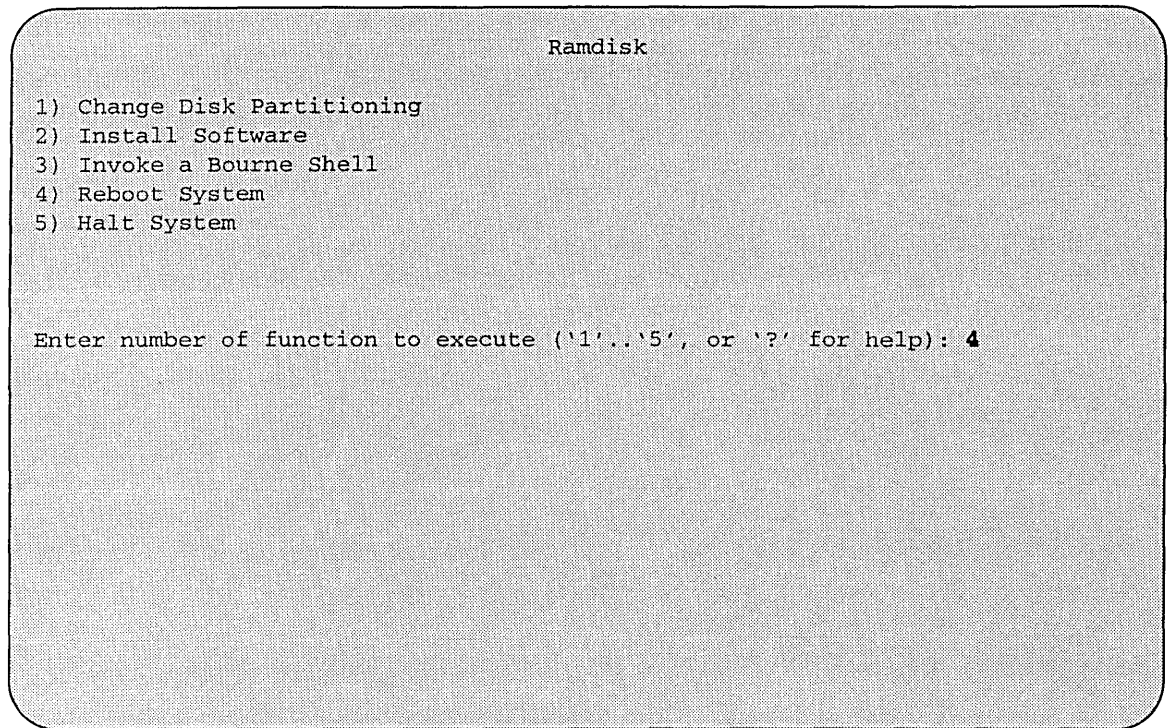 Ramdisk
1) Change Disk Partitioning
2) Install Software
3) Invoke a Bourne Shell
4) Reboot System
5) Halt System
Enter number of function to execute (‘1’..‘5’, or ‘?’ for help): 4